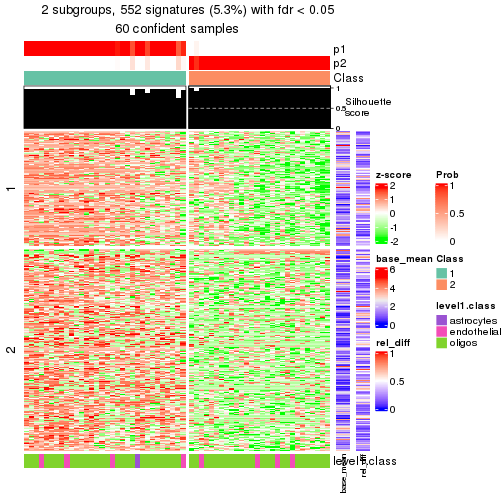 2 subgroups, 552 signatures (5.3%) with fdr < 0.05
60 confident samples
p1
p2
Class
1
0.5
0
Silhouette
score
1
2
z-score
2
1
0
-1
-2
Prob
1
0.5
0
base_mean
6
4
2
0
Class
1
2
level1.class
astrocytes
endothelial
oligos
rel_diff
1
0.5
0
level1.class